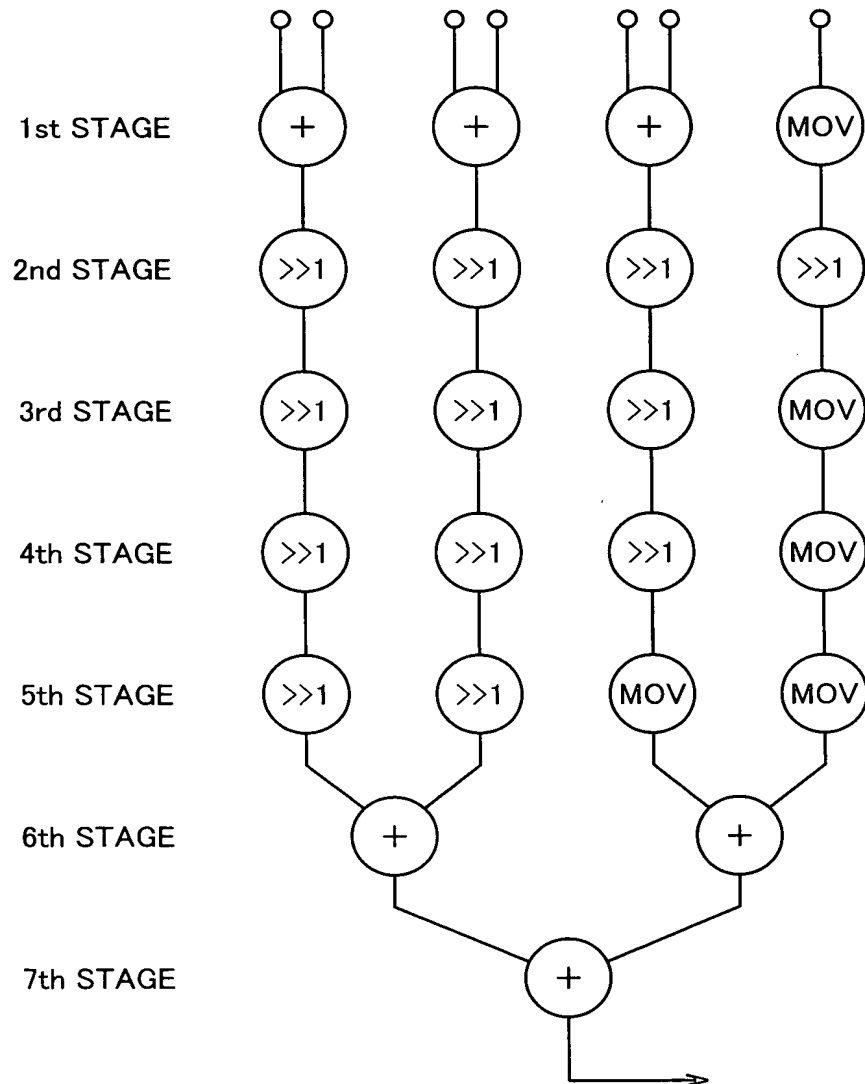 1st STAGE + + + MOV
2nd STAGE >>1 >>1 >>1 >>1
3rd STAGE >>1 >>1 >>1 MOV
4th STAGE >>1 >>1 >>1 MOV
5th STAGE >>1 >>1 MOV MOV
6th STAGE + +
7th STAGE +